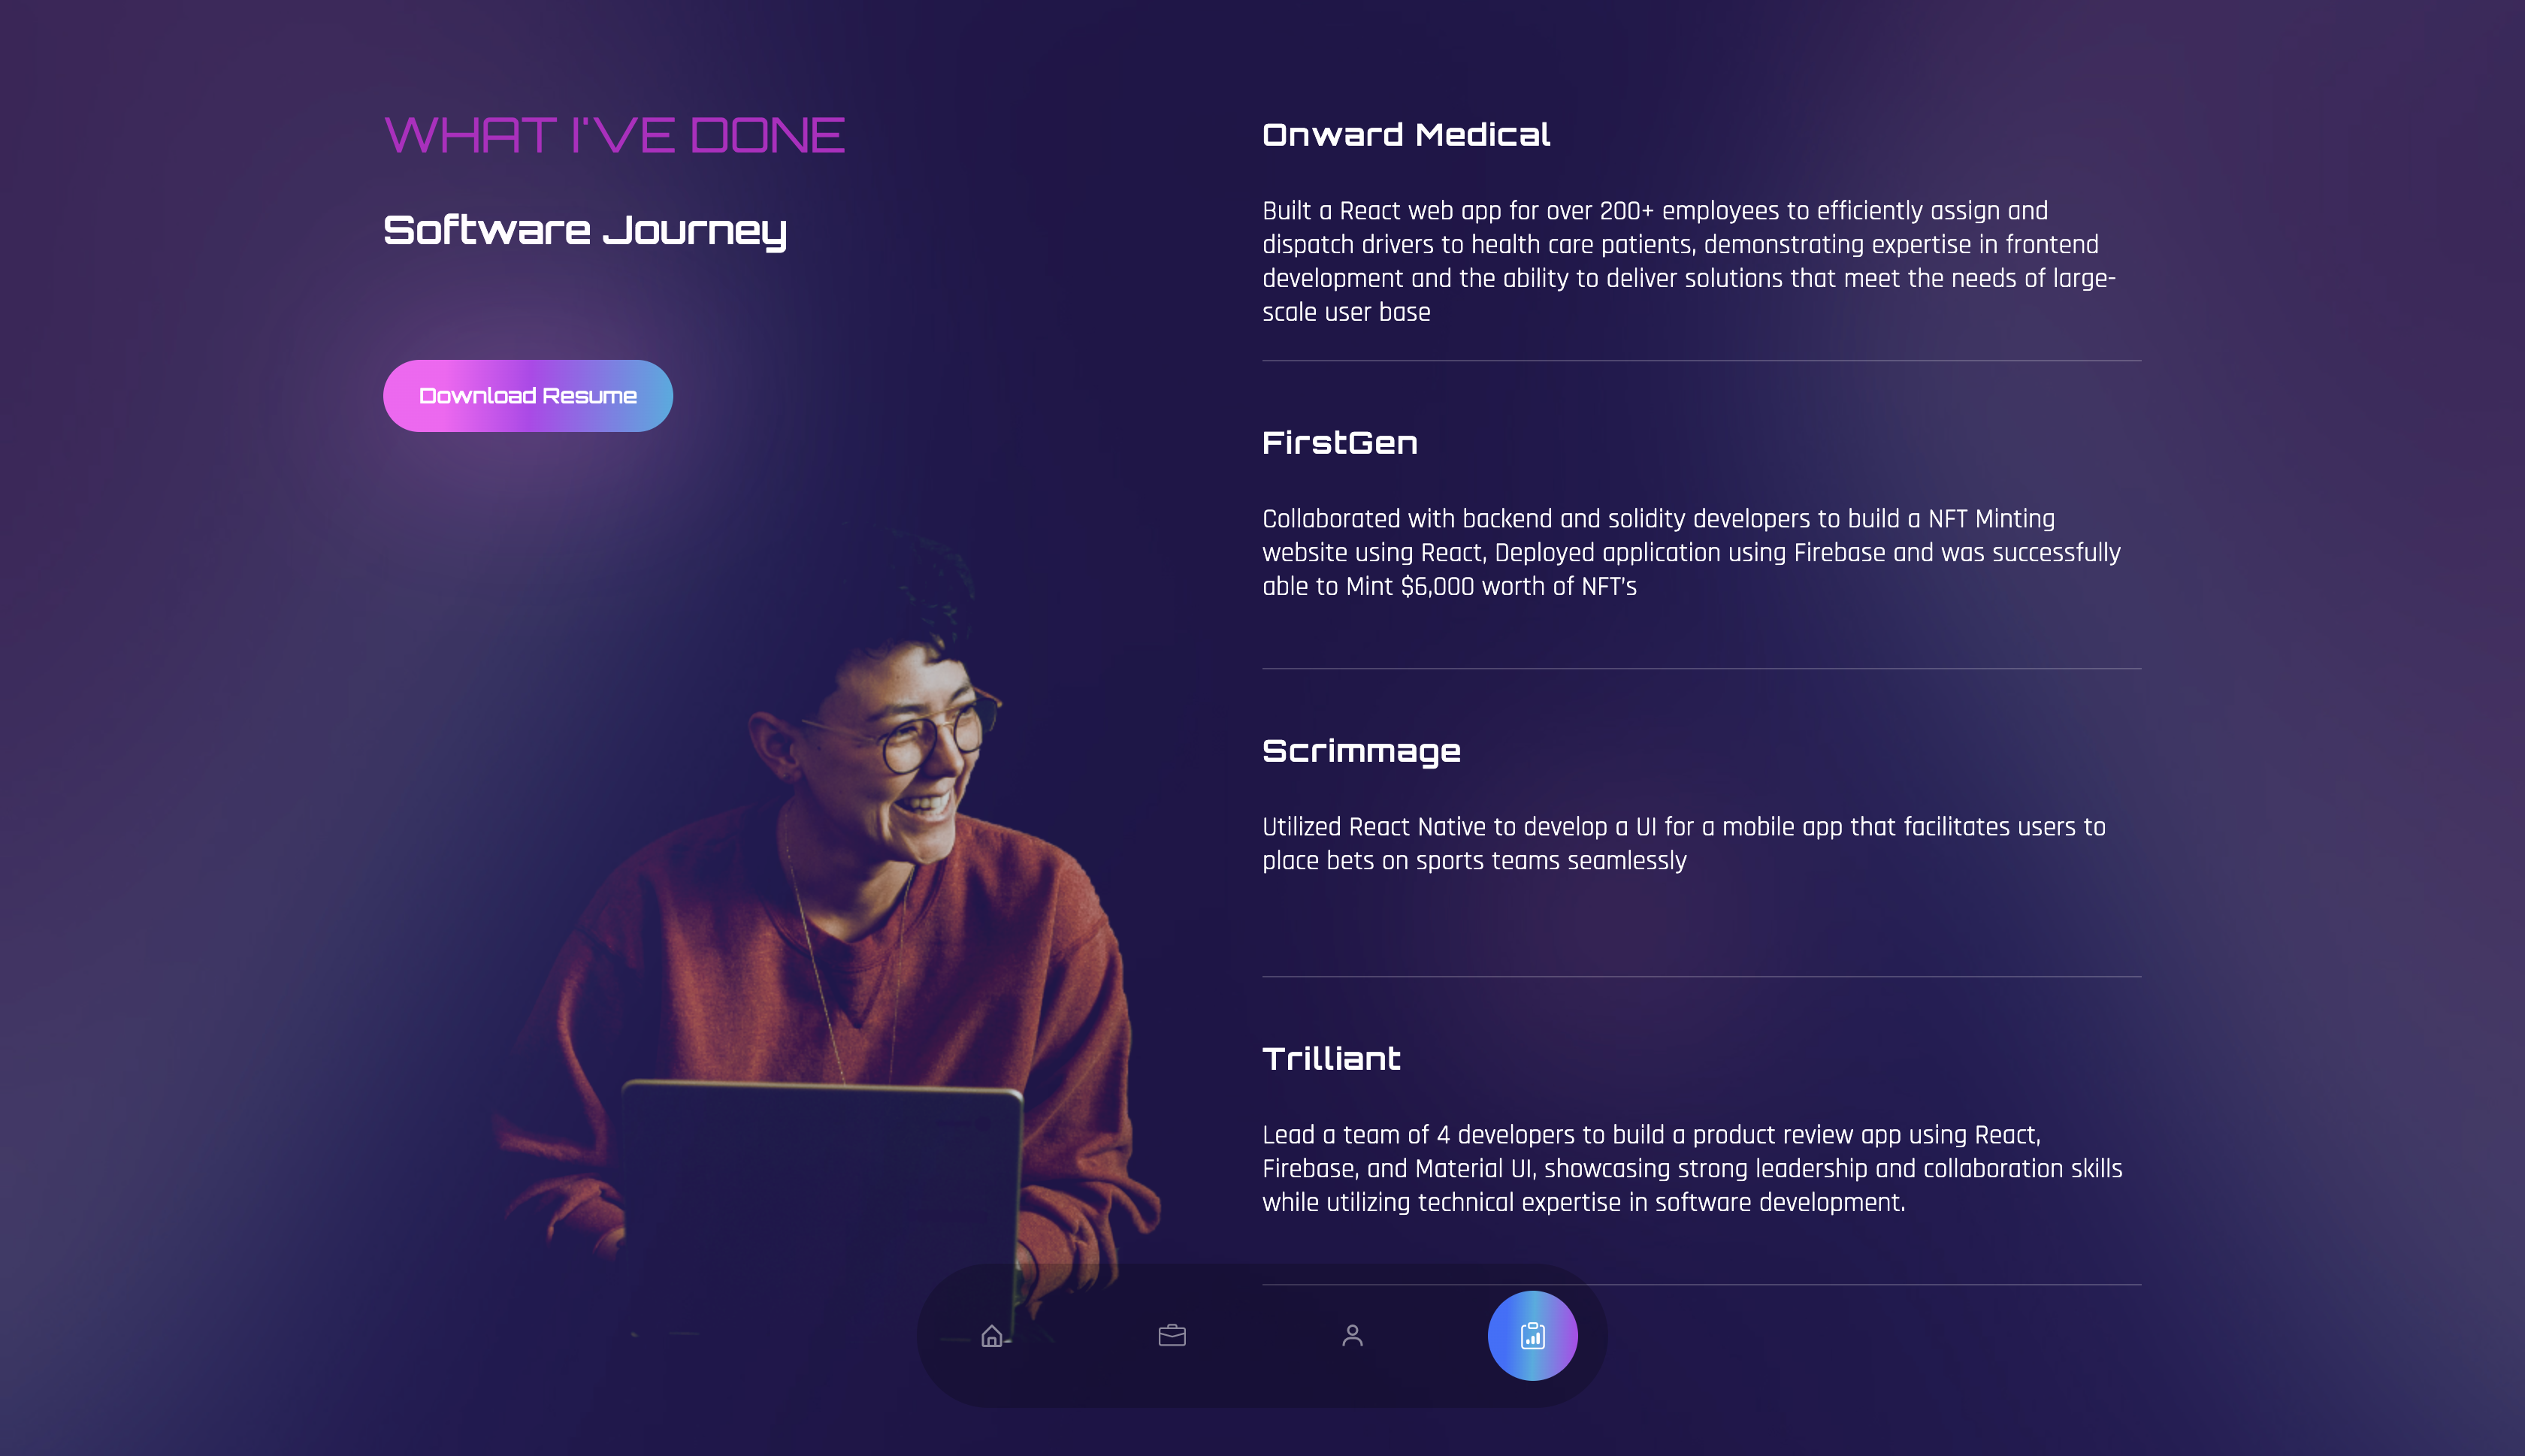 WHAT I'VE DONE
Software Journey
Download Resume
Onward Medical
Built a React web app for over 200+ employees to efficiently assign and
dispatch drivers to health care patients, demonstrating expertise in frontend
development and the ability to deliver solutions that meet the needs of large-
scale user base
FirstGen
Collaborated with backend and solidity developers to build a NFT Minting
website using React, Deployed application using Firebase and was successfully
able to Mint $6,000 worth of NFT's
Scrimmage
Utilized React Native to develop a UI for a mobile app that facilitates users to
place bets on sports teams seamlessly
Trilliant
Lead a team of 4 developers to build a product review app using React,
Firebase, and Material UI, showcasing strong leadership and collaboration skills
while utilizing technical expertise in software development.